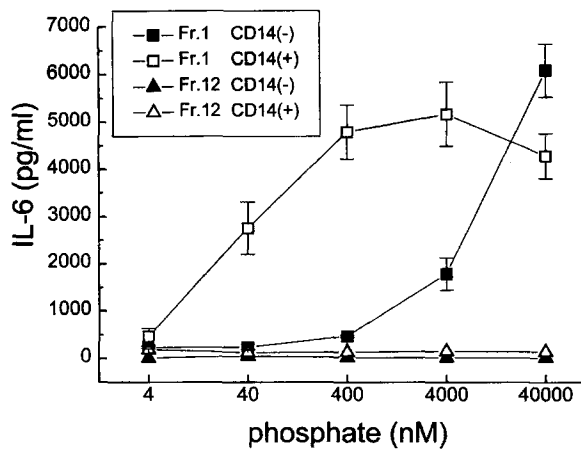 Fr.1 CD14(-)
Fr.1 CD14(+)
Fr.12 CD14(-)
Fr.12 CD14(+)
7000
6000
5000
4000
3000
2000
1000
0
IL-6 (pg/ml)
4 40 400 4000 40000
phosphate (nM)